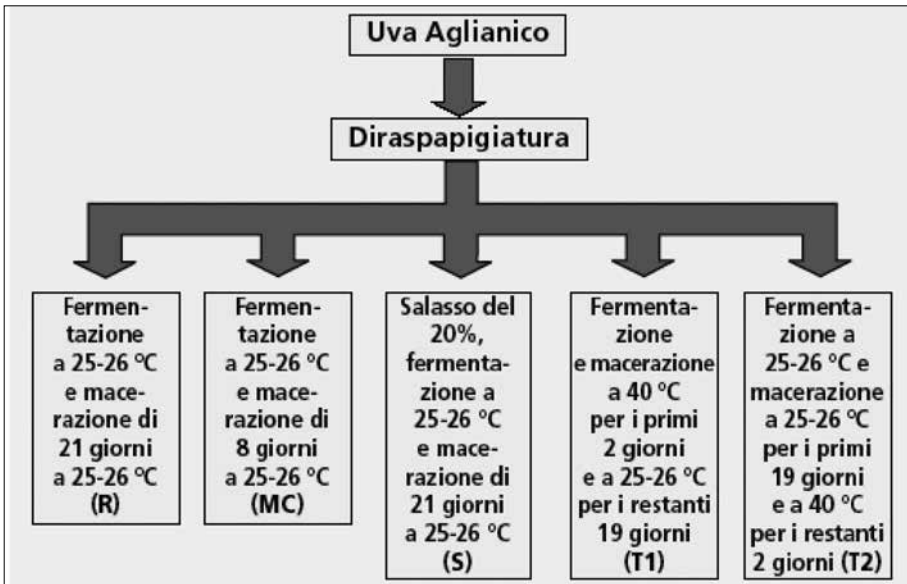 Uva Aglianico
Diraspapigiatura
Fermen-
tazione
a 25-26 °C
e mace-
razione di
21 giorni
a 25-26 °C
(R)
Fermen-
tazione
a 25-26 °C
e mace-
razione di
8 giorni
a 25-26 °C
(MC)
Salasso del
20%,
fermenta-
zione a
25-26 °C
e mace-
razione di
21 giorni
a 25-26 °C
(S)
Fermenta-
zione
e macerazione
a 40 °C
per i primi
2 giorni
e a 25-26 °C
per i restanti
19 giorni
(T1)
Fermenta-
zione a
25-26 °C e
macerazione
a 25-26 °C
per i primi
19 giorni
e a 40 °C
per i restanti
2 giorni (T2)